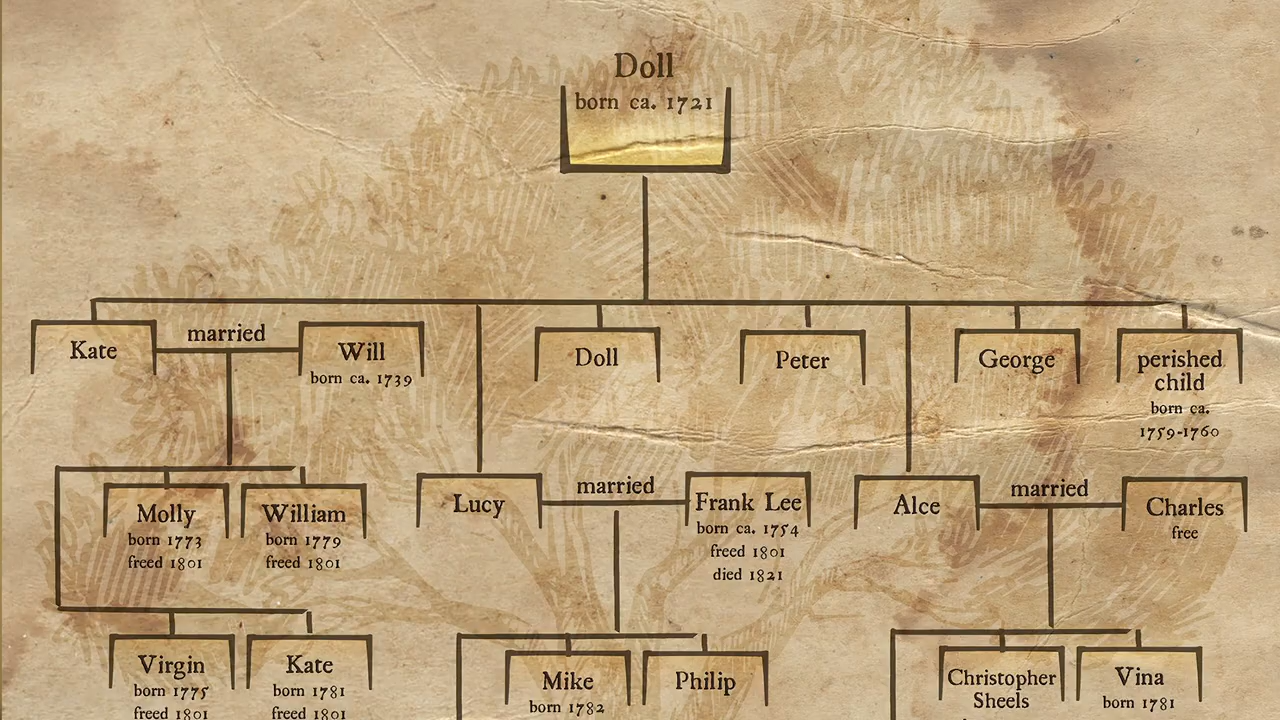 Doll
born ca. 1721
Kate
married
Will
born ca. 1739
Doll
Peter
George
perished
child
born ca.
1759-1760
Molly
born 1773
freed 1801
William
born 1779
freed 1801
Lucy
married
Frank Lee
born ca. 1754
freed 1801
died 1821
Alce
married
Charles
free
Virgin
born 1775
freed 1801
Kate
born 1781
freed 1801
Mike
born 1782
Philip
Christopher
Sheels
Vina
born 1781